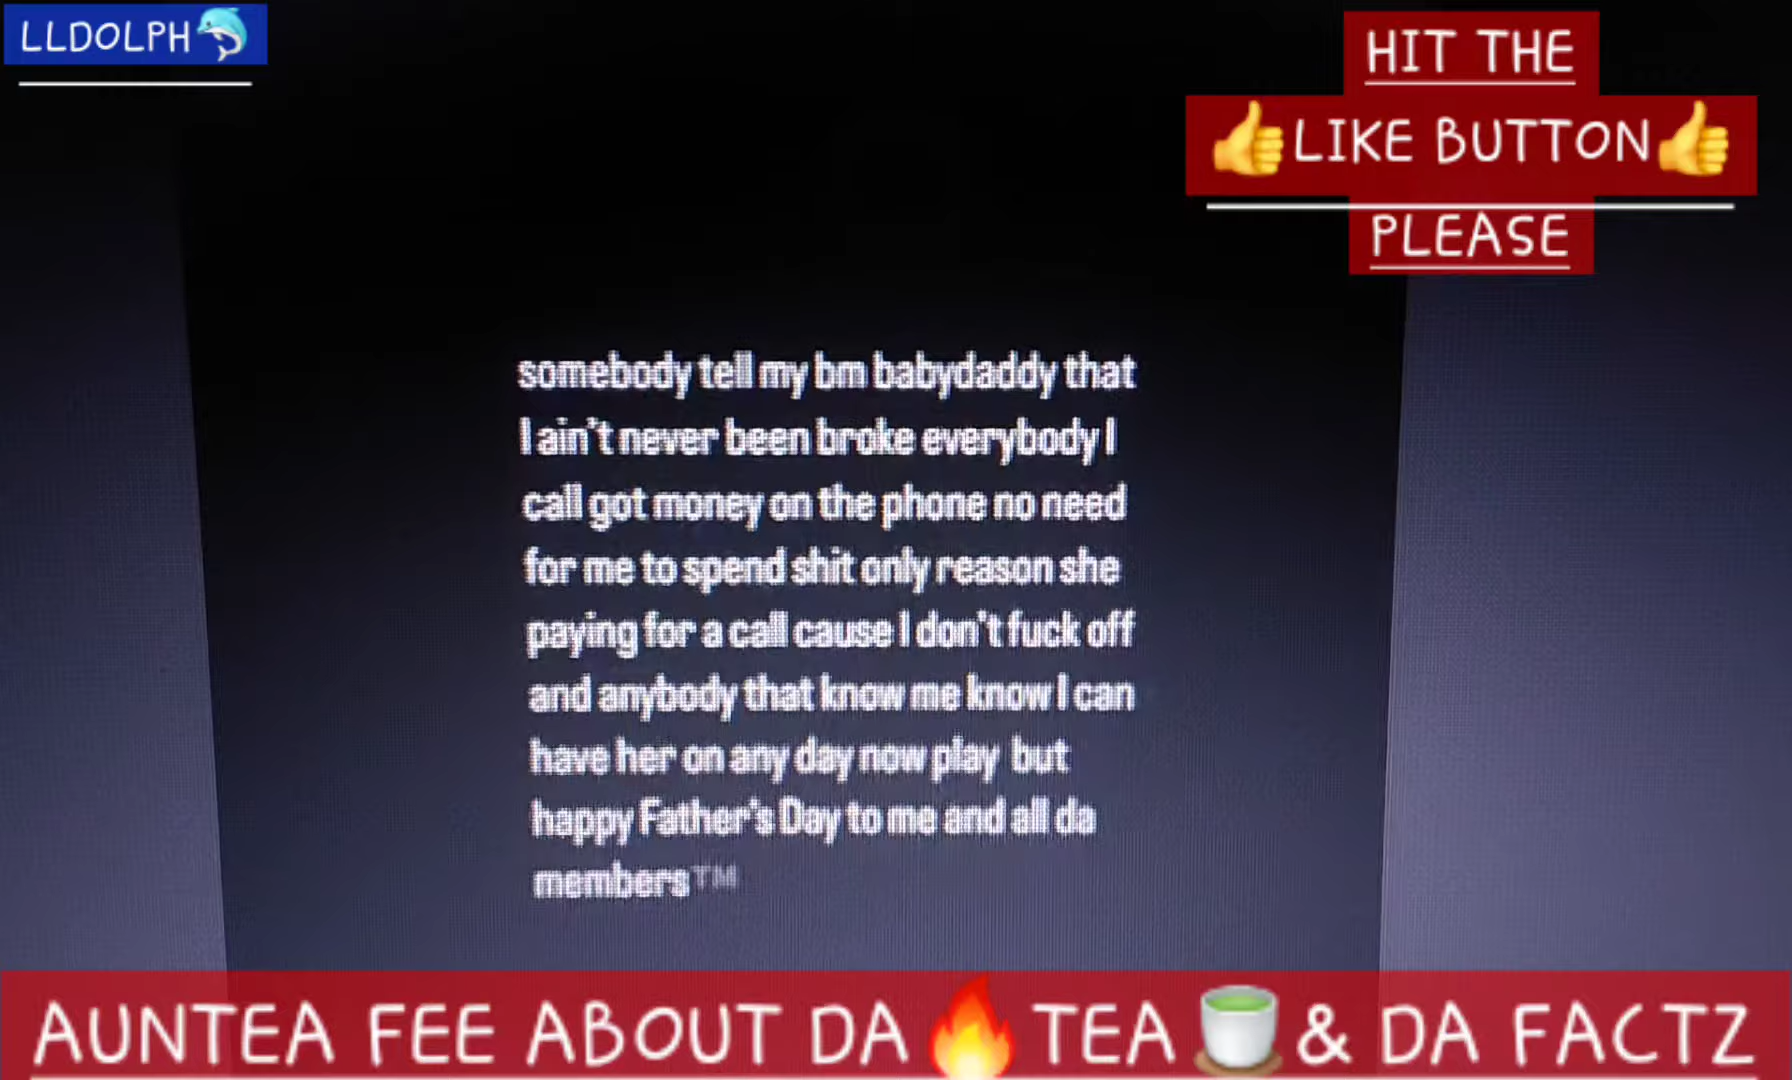 LLDOLPH🐬
HIT THE
👍LIKE BUTTON👍
PLEASE
somebody tell my bm babydaddy that
I ain't never been broke everybody I
call got money on the phone no need
for me to spend shit only reason she
paying for a call cause I don't fuck off
and anybody that know me know I can
have her on any day now play but
happy Father's Day to me and all da
members™
AUNTEA FEE ABOUT DA🔥TEA🍵& DA FACTZ